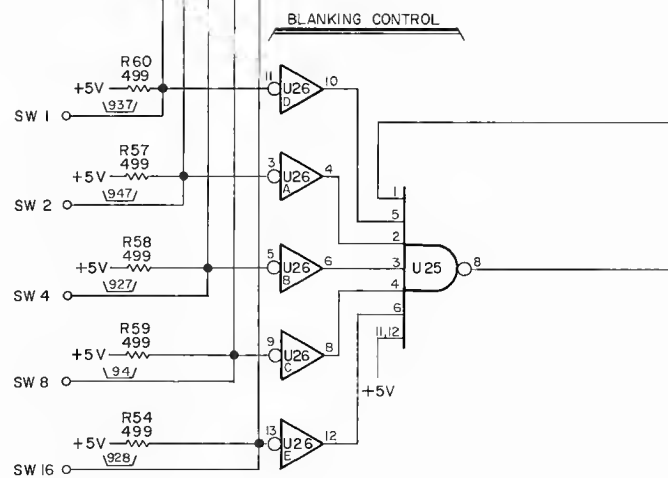 BLANKING CONTROL
R60
499
+5V
937
SW 1
11
U26
D
10
R57
499
+5V
947
SW 2
3
U26
A
4
R58
499
+5V
927
SW 4
5
U26
B
6
R59
499
+5V
94
SW 8
9
U26
C
8
R54
499
+5V
928
SW 16
13
U26
E
12
1
5
2
3
4
6
11,12
+5V
U25
8